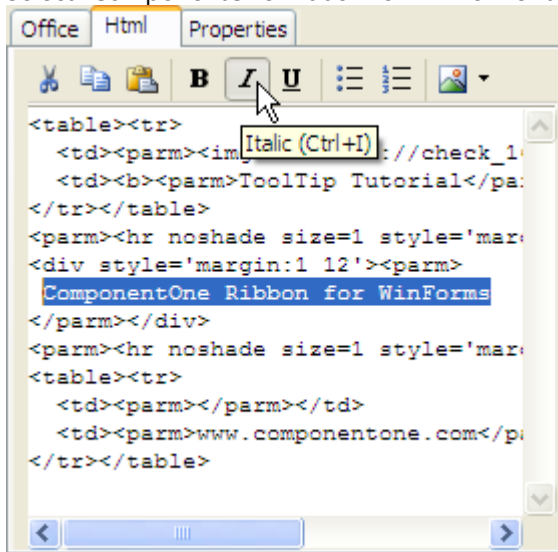 Office Html Properties
B I U
<table><tr>
Italic (Ctrl+I)
<td><parm><im ://check_1
<td><b><parm>ToolTip Tutorial</pa
</tr></table>
<parm><hr noshade size=1 style='mar
<div style='margin:1 12'><parm>
ComponentOne Ribbon for WinForms
</parm></div>
<parm><hr noshade size=1 style='mar
<table><tr>
<td><parm></parm></td>
<td><parm>www.componentone.com</p
</tr></table>